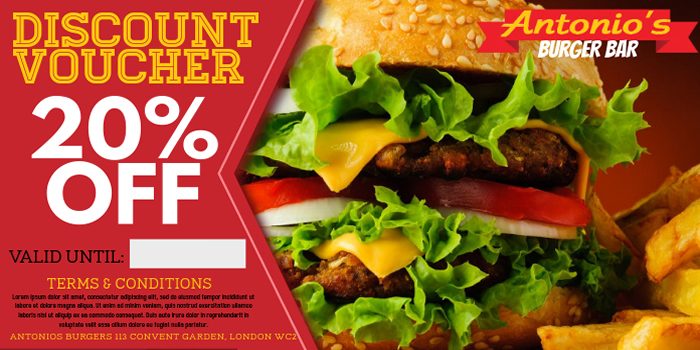 DISCOUNT
VOUCHER
20%
OFF
VALID UNTIL:
TERMS & CONDITIONS
Lorem ipsum dolor sit amet, consectetur adipiscing elit, sed do eiusmod tempor incididunt ut
labore et dolore magna aliqua. Ut enim ad minim veniam, quis nostrud exercitation ullamco
laboris nisi ut aliquip ex ea commodo consequat. Duis aute irure dolor in reprehenderit in
voluptate velit esse cillum dolore eu fugiat nulla pariatur.
ANTONIOS BURGERS 113 CONVENT GARDEN, LONDON WC2
Antonio's
BURGER BAR